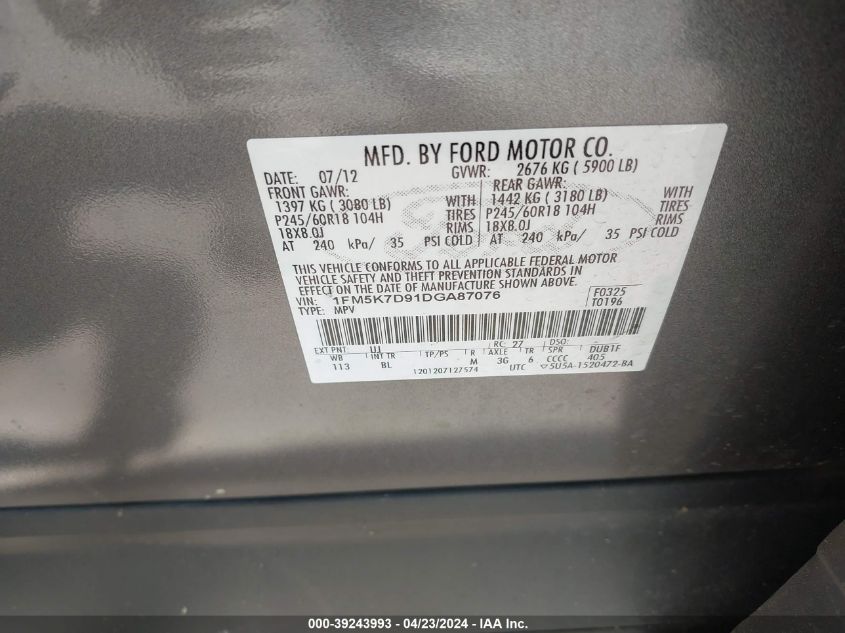 MFD. BY FORD MOTOR CO.
DATE: 07/12 GVWR: 2676 KG ( 5900 LB)
FRONT GAWR: REAR GAWR:
1397 KG ( 3080 LB) WITH 1442 KG ( 3180 LB) WITH
P245/60R18 104H TIRES P245/60R18 104H TIRES
18X8.0J RIMS 18X8.0J RIMS
AT 240 kPa/ 35 PSI COLD AT 240 kPa/ 35 PSI COLD
THIS VEHICLE CONFORMS TO ALL APPLICABLE FEDERAL MOTOR
VEHICLE SAFETY AND THEFT PREVENTION STANDARDS IN
EFFECT ON THE DATE OF MANUFACTURE SHOWN ABOVE.
VIN: 1FM5K7D91DGA87076 F0325
TYPE: MPV T0196
EXT PNT: UJ RC: 27 DSO:
WB INT TR TP/PS R AXLE TR SPR DUB1F
113 BL M 3G 6 CCCC 405
1201207127574 UTC ▽5U5A-1520472-BA
000-39243993 - 04/23/2024 - IAA Inc.